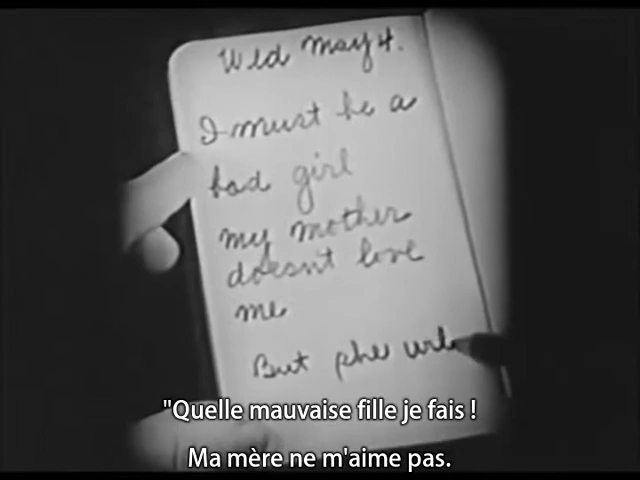 Wed May 4.
I must be a
bad girl
my mother
doesnt love
me
But
"Quelle mauvaise fille je fais !
Ma mère ne m'aime pas.